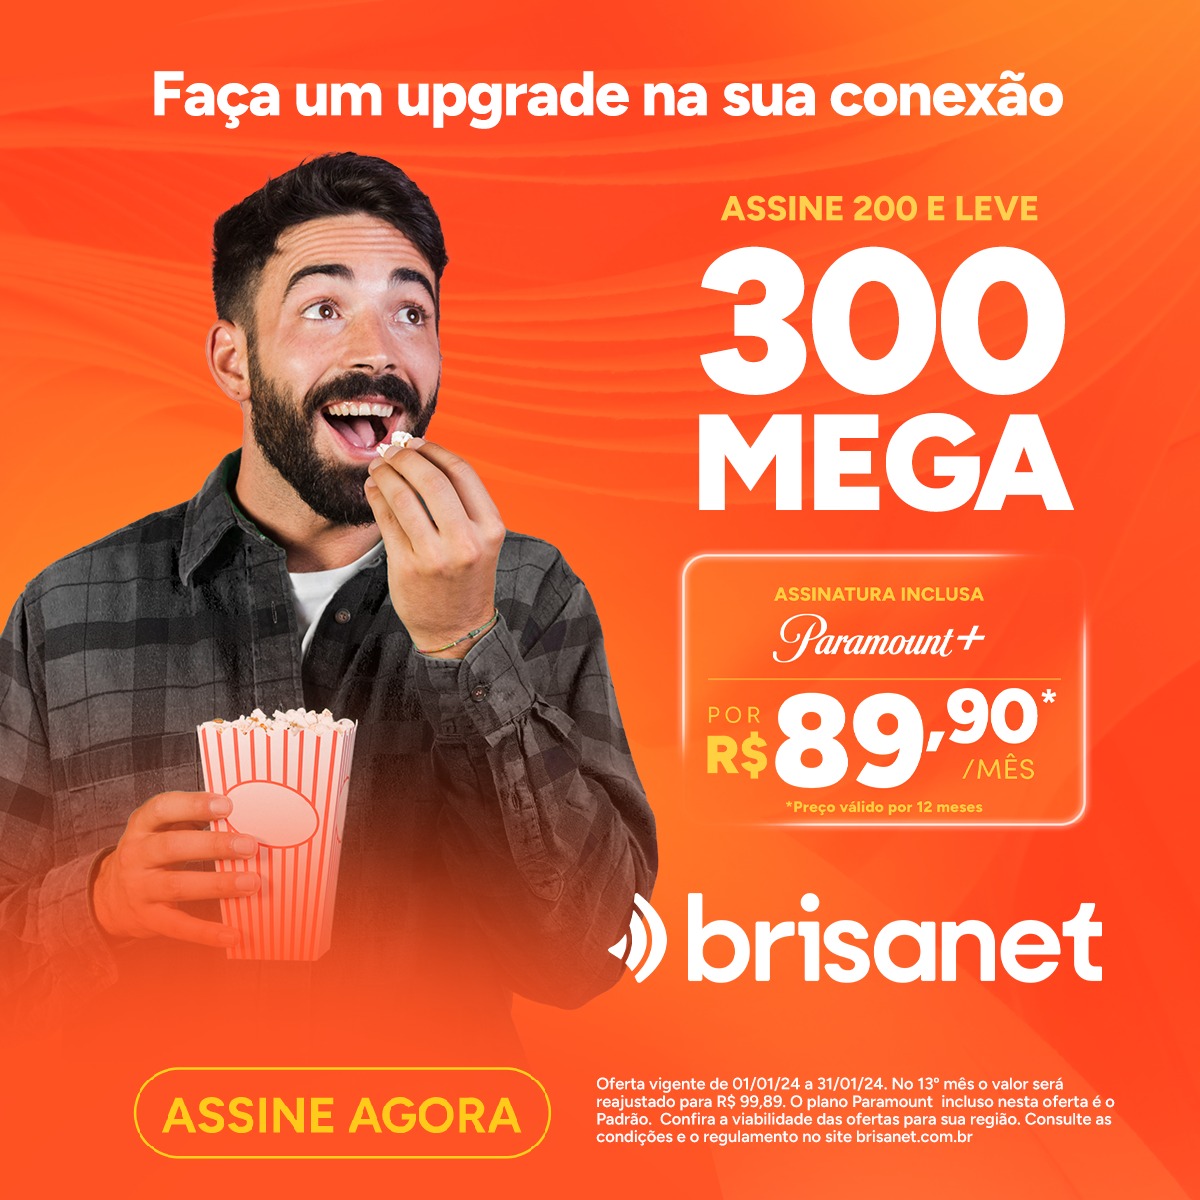 Faça um upgrade na sua conexão
ASSINE 200 E LEVE
300
MEGA
ASSINATURA INCLUSA
Paramount+
POR
R$ 89,90*
/MÊS
*Preço válido por 12 meses
brisanet
ASSINE AGORA
Oferta vigente de 01/01/24 a 31/01/24. No 13º mês o valor será
reajustado para R$ 99,89. O plano Paramount incluso nesta oferta é o
Padrão. Confira a viabilidade das ofertas para sua região. Consulte as
condições e o regulamento no site brisanet.com.br